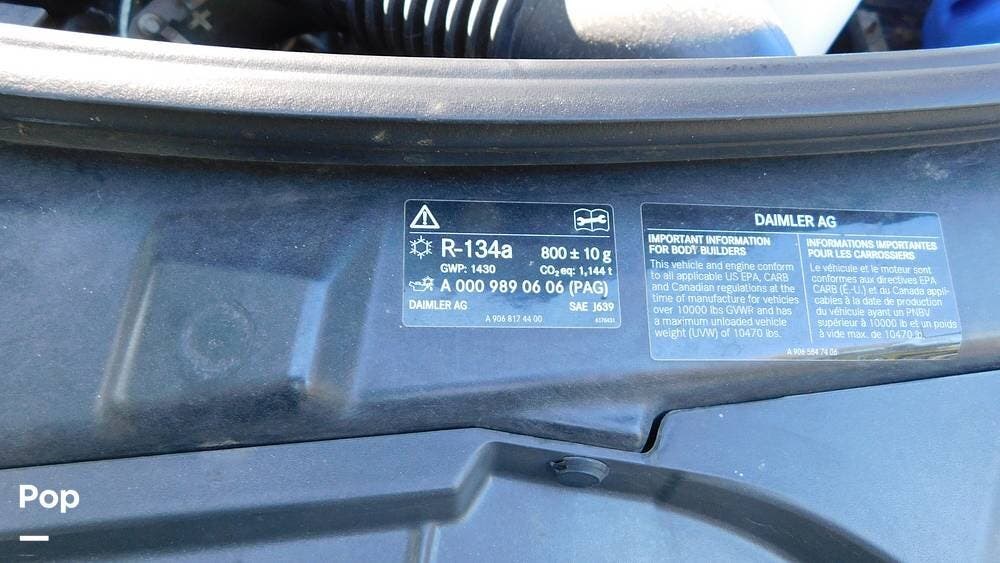 R-134a 800 ± 10 g
GWP: 1430 CO₂ eq: 1,144 t
A 000 989 06 06 (PAG)
DAIMLER AG SAE J639
A 906 817 44 00
DAIMLER AG
IMPORTANT INFORMATION
FOR BODY BUILDERS
This vehicle and engine conform
to all applicable US EPA, CARB
and Canadian regulations at the
time of manufacture for vehicles
over 10000 lbs GVWR and has
a maximum unloaded vehicle
weight (UVW) of 10470 lbs.
INFORMATIONS IMPORTANTES
POUR LES CARROSSIERS
Le véhicule et le moteur sont
conformes aux directives EPA,
CARB (É.-U.) et du Canada appli-
cables à la date de production
du véhicule ayant un PNBV
supérieur à 10000 lb et un poids
à vide max. de 10470 lb.
A 906 584 74 06
Pop